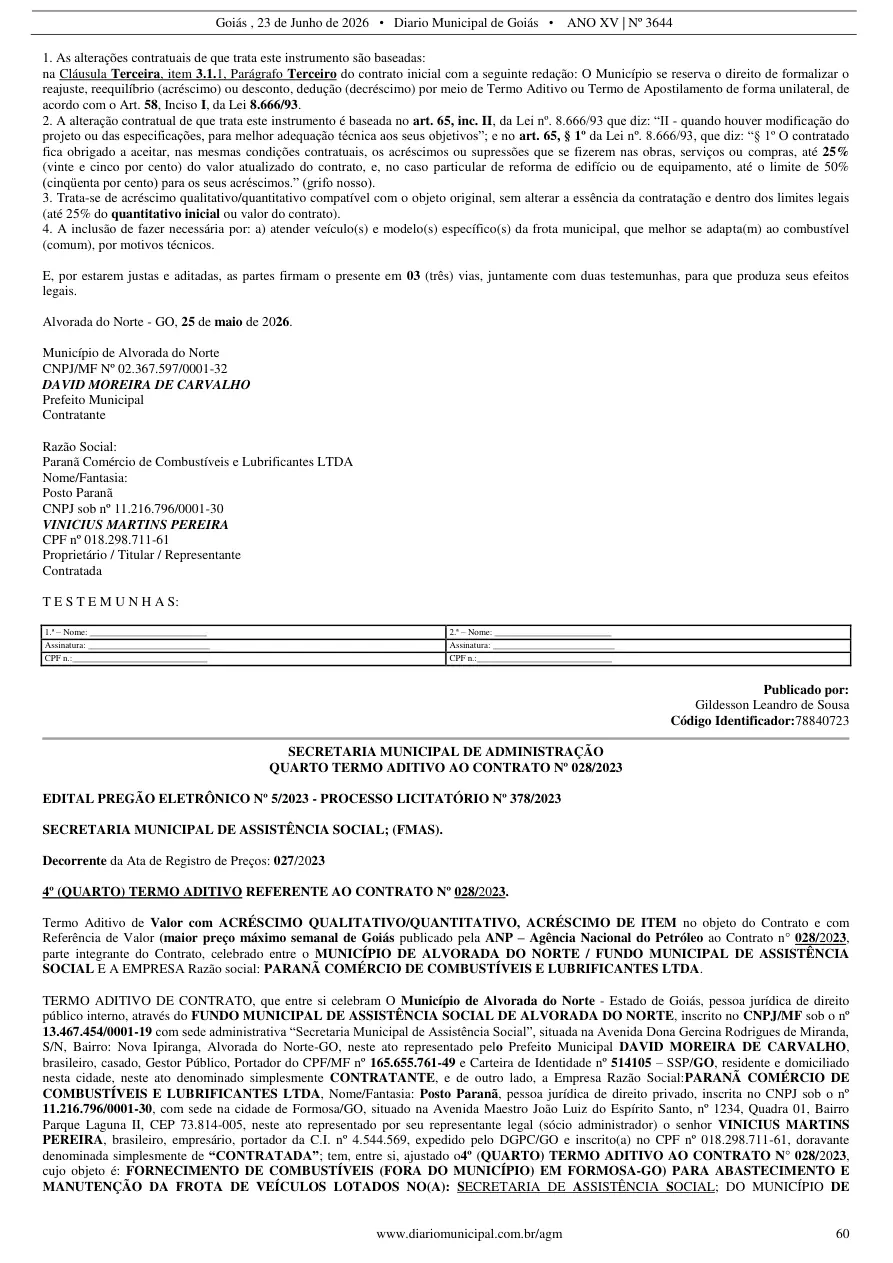 Goiás , 23 de Junho de 2026 • Diario Municipal de Goiás • ANO XV | Nº 3644
1. As alterações contratuais de que trata este instrumento são baseadas:
na Cláusula Terceira, item 3.1.1, Parágrafo Terceiro do contrato inicial com a seguinte redação: O Município se reserva o direito de formalizar o
reajuste, reequilíbrio (acréscimo) ou desconto, dedução (decréscimo) por meio de Termo Aditivo ou Termo de Apostilamento de forma unilateral, de
acordo com o Art. 58, Inciso I, da Lei 8.666/93.
2. A alteração contratual de que trata este instrumento é baseada no art. 65, inc. II, da Lei nº. 8.666/93 que diz: “II - quando houver modificação do
projeto ou das especificações, para melhor adequação técnica aos seus objetivos”; e no art. 65, § 1º da Lei nº. 8.666/93, que diz: “§ 1º O contratado
fica obrigado a aceitar, nas mesmas condições contratuais, os acréscimos ou supressões que se fizerem nas obras, serviços ou compras, até 25%
(vinte e cinco por cento) do valor atualizado do contrato, e, no caso particular de reforma de edifício ou de equipamento, até o limite de 50%
(cinqüenta por cento) para os seus acréscimos.” (grifo nosso).
3. Trata-se de acréscimo qualitativo/quantitativo compatível com o objeto original, sem alterar a essência da contratação e dentro dos limites legais
(até 25% do quantitativo inicial ou valor do contrato).
4. A inclusão de fazer necessária por: a) atender veículo(s) e modelo(s) específico(s) da frota municipal, que melhor se adapta(m) ao combustível
(comum), por motivos técnicos.
E, por estarem justas e aditadas, as partes firmam o presente em 03 (três) vias, juntamente com duas testemunhas, para que produza seus efeitos
legais.
Alvorada do Norte - GO, 25 de maio de 2026.
Município de Alvorada do Norte
CNPJ/MF Nº 02.367.597/0001-32
DAVID MOREIRA DE CARVALHO
Prefeito Municipal
Contratante
Razão Social:
Paranã Comércio de Combustíveis e Lubrificantes LTDA
Nome/Fantasia:
Posto Paranã
CNPJ sob nº 11.216.796/0001-30
VINICIUS MARTINS PEREIRA
CPF nº 018.298.711-61
Proprietário / Titular / Representante
Contratada
T E S T E M U N H A S:
1.ª – Nome: __________________________ 2.ª – Nome: __________________________
Assinatura: ___________________________ Assinatura: ___________________________
CPF n.:______________________________ CPF n.:______________________________
Publicado por:
Gildesson Leandro de Sousa
Código Identificador:78840723
SECRETARIA MUNICIPAL DE ADMINISTRAÇÃO
QUARTO TERMO ADITIVO AO CONTRATO Nº 028/2023
EDITAL PREGÃO ELETRÔNICO Nº 5/2023 - PROCESSO LICITATÓRIO Nº 378/2023
SECRETARIA MUNICIPAL DE ASSISTÊNCIA SOCIAL; (FMAS).
Decorrente da Ata de Registro de Preços: 027/2023
4º (QUARTO) TERMO ADITIVO REFERENTE AO CONTRATO Nº 028/2023.
Termo Aditivo de Valor com ACRÉSCIMO QUALITATIVO/QUANTITATIVO, ACRÉSCIMO DE ITEM no objeto do Contrato e com
Referência de Valor (maior preço máximo semanal de Goiás publicado pela ANP – Agência Nacional do Petróleo ao Contrato n° 028/2023,
parte integrante do Contrato, celebrado entre o MUNICÍPIO DE ALVORADA DO NORTE / FUNDO MUNICIPAL DE ASSISTÊNCIA
SOCIAL E A EMPRESA Razão social: PARANÃ COMÉRCIO DE COMBUSTÍVEIS E LUBRIFICANTES LTDA.
TERMO ADITIVO DE CONTRATO, que entre si celebram O Município de Alvorada do Norte - Estado de Goiás, pessoa jurídica de direito
público interno, através do FUNDO MUNICIPAL DE ASSISTÊNCIA SOCIAL DE ALVORADA DO NORTE, inscrito no CNPJ/MF sob o nº
13.467.454/0001-19 com sede administrativa “Secretaria Municipal de Assistência Social”, situada na Avenida Dona Gercina Rodrigues de Miranda,
S/N, Bairro: Nova Ipiranga, Alvorada do Norte-GO, neste ato representado pelo Prefeito Municipal DAVID MOREIRA DE CARVALHO,
brasileiro, casado, Gestor Público, Portador do CPF/MF nº 165.655.761-49 e Carteira de Identidade nº 514105 – SSP/GO, residente e domiciliado
nesta cidade, neste ato denominado simplesmente CONTRATANTE, e de outro lado, a Empresa Razão Social:PARANÃ COMÉRCIO DE
COMBUSTÍVEIS E LUBRIFICANTES LTDA, Nome/Fantasia: Posto Paranã, pessoa jurídica de direito privado, inscrita no CNPJ sob o nº
11.216.796/0001-30, com sede na cidade de Formosa/GO, situado na Avenida Maestro João Luiz do Espírito Santo, nº 1234, Quadra 01, Bairro
Parque Laguna II, CEP 73.814-005, neste ato representado por seu representante legal (sócio administrador) o senhor VINICIUS MARTINS
PEREIRA, brasileiro, empresário, portador da C.I. nº 4.544.569, expedido pelo DGPC/GO e inscrito(a) no CPF nº 018.298.711-61, doravante
denominada simplesmente de “CONTRATADA”; tem, entre si, ajustado o4º (QUARTO) TERMO ADITIVO AO CONTRATO N° 028/2023,
cujo objeto é: FORNECIMENTO DE COMBUSTÍVEIS (FORA DO MUNICÍPIO) EM FORMOSA-GO) PARA ABASTECIMENTO E
MANUTENÇÃO DA FROTA DE VEÍCULOS LOTADOS NO(A): SECRETARIA DE ASSISTÊNCIA SOCIAL; DO MUNICÍPIO DE
www.diariomunicipal.com.br/agm 60